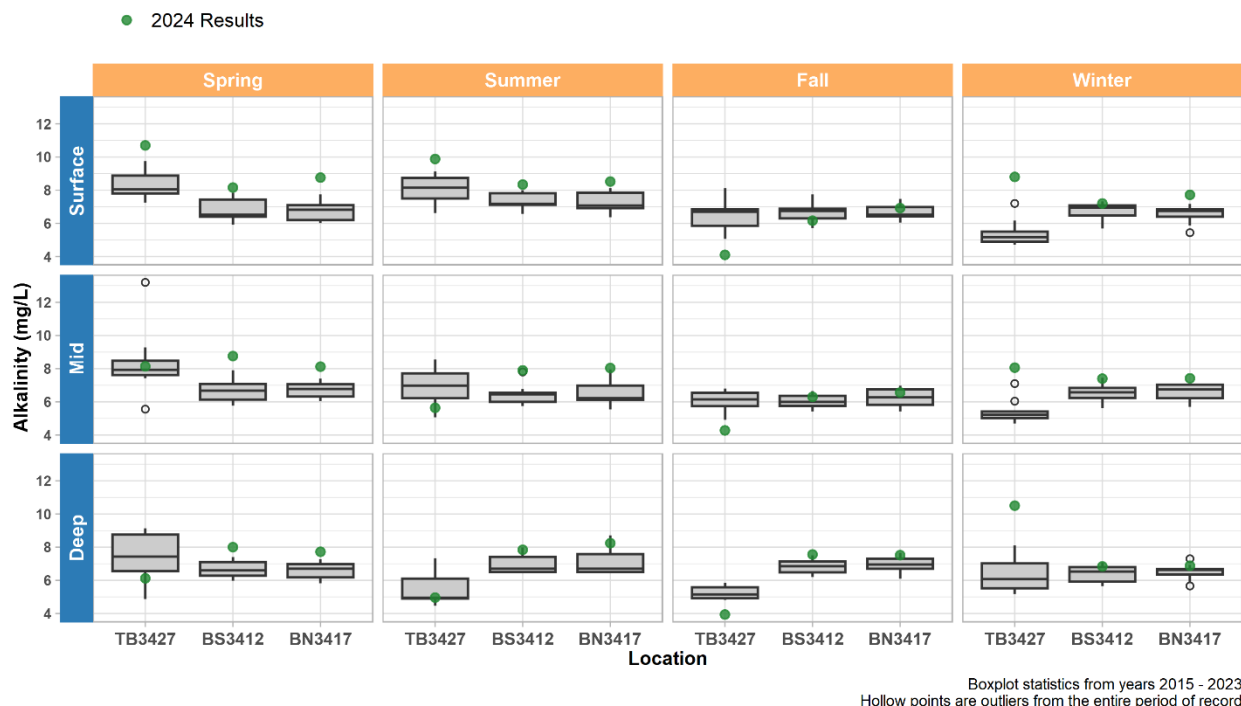 2024 Results
Spring Summer Fall Winter
Surface
12
10
8
6
4
Mid
12
10
8
6
4
Deep
12
10
8
6
4
Alkalinity (mg/L)
TB3427 BS3412 BN3417 TB3427 BS3412 BN3417 TB3427 BS3412 BN3417 TB3427 BS3412 BN3417
Location
Boxplot statistics from years 2015 - 2023
Hollow points are outliers from the entire period of record